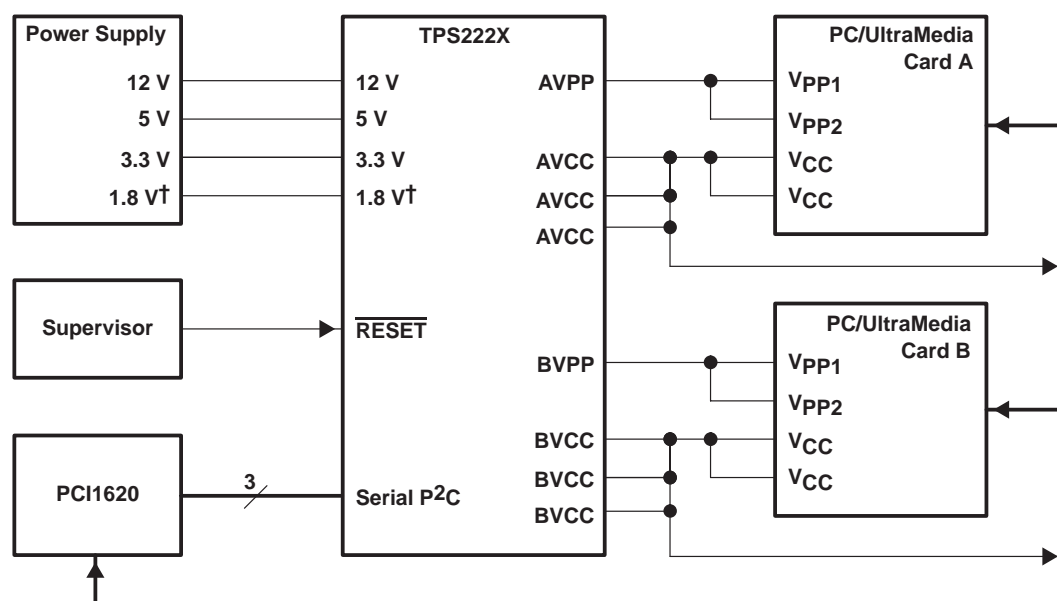 Power Supply
12 V
5 V
3.3 V
1.8 V†
Supervisor
PCI1620
3
TPS222X
12 V
5 V
3.3 V
1.8 V†
RESET
Serial P2C
AVPP
AVCC
AVCC
AVCC
BVPP
BVCC
BVCC
BVCC
PC/UltraMedia
Card A
VPP1
VPP2
VCC
VCC
PC/UltraMedia
Card B
VPP1
VPP2
VCC
VCC